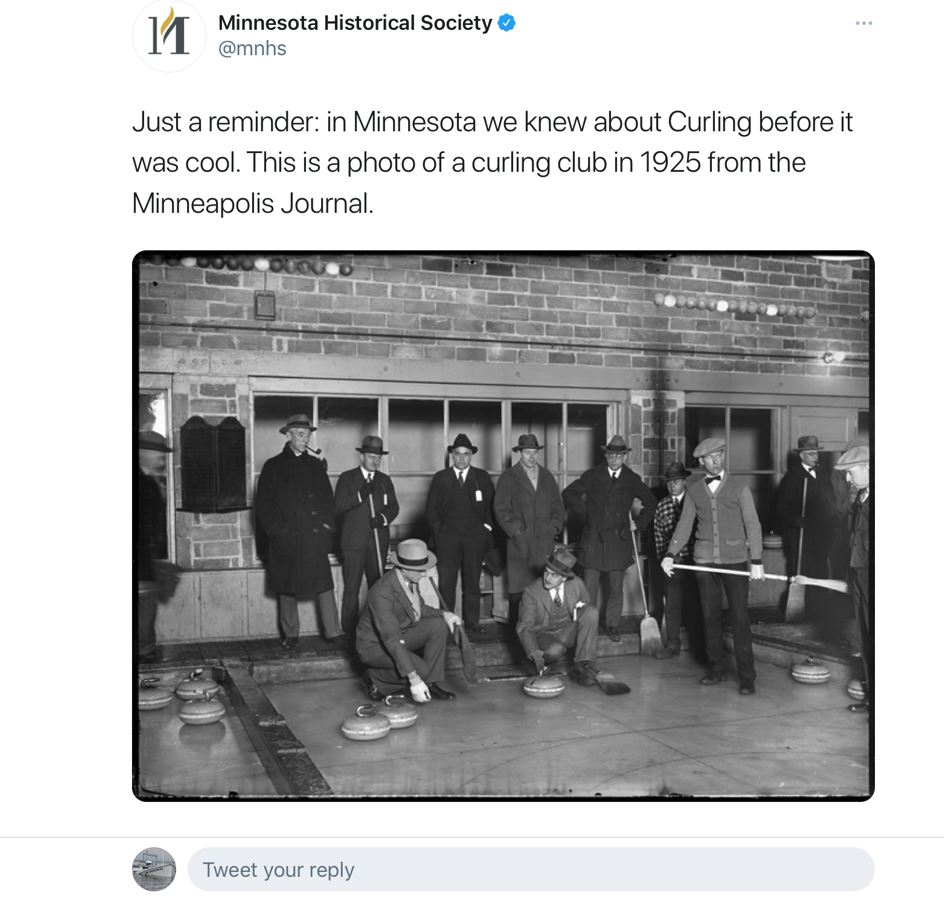 Minnesota Historical Society
@mnhs
Just a reminder: in Minnesota we knew about Curling before it
was cool. This is a photo of a curling club in 1925 from the
Minneapolis Journal.
Tweet your reply